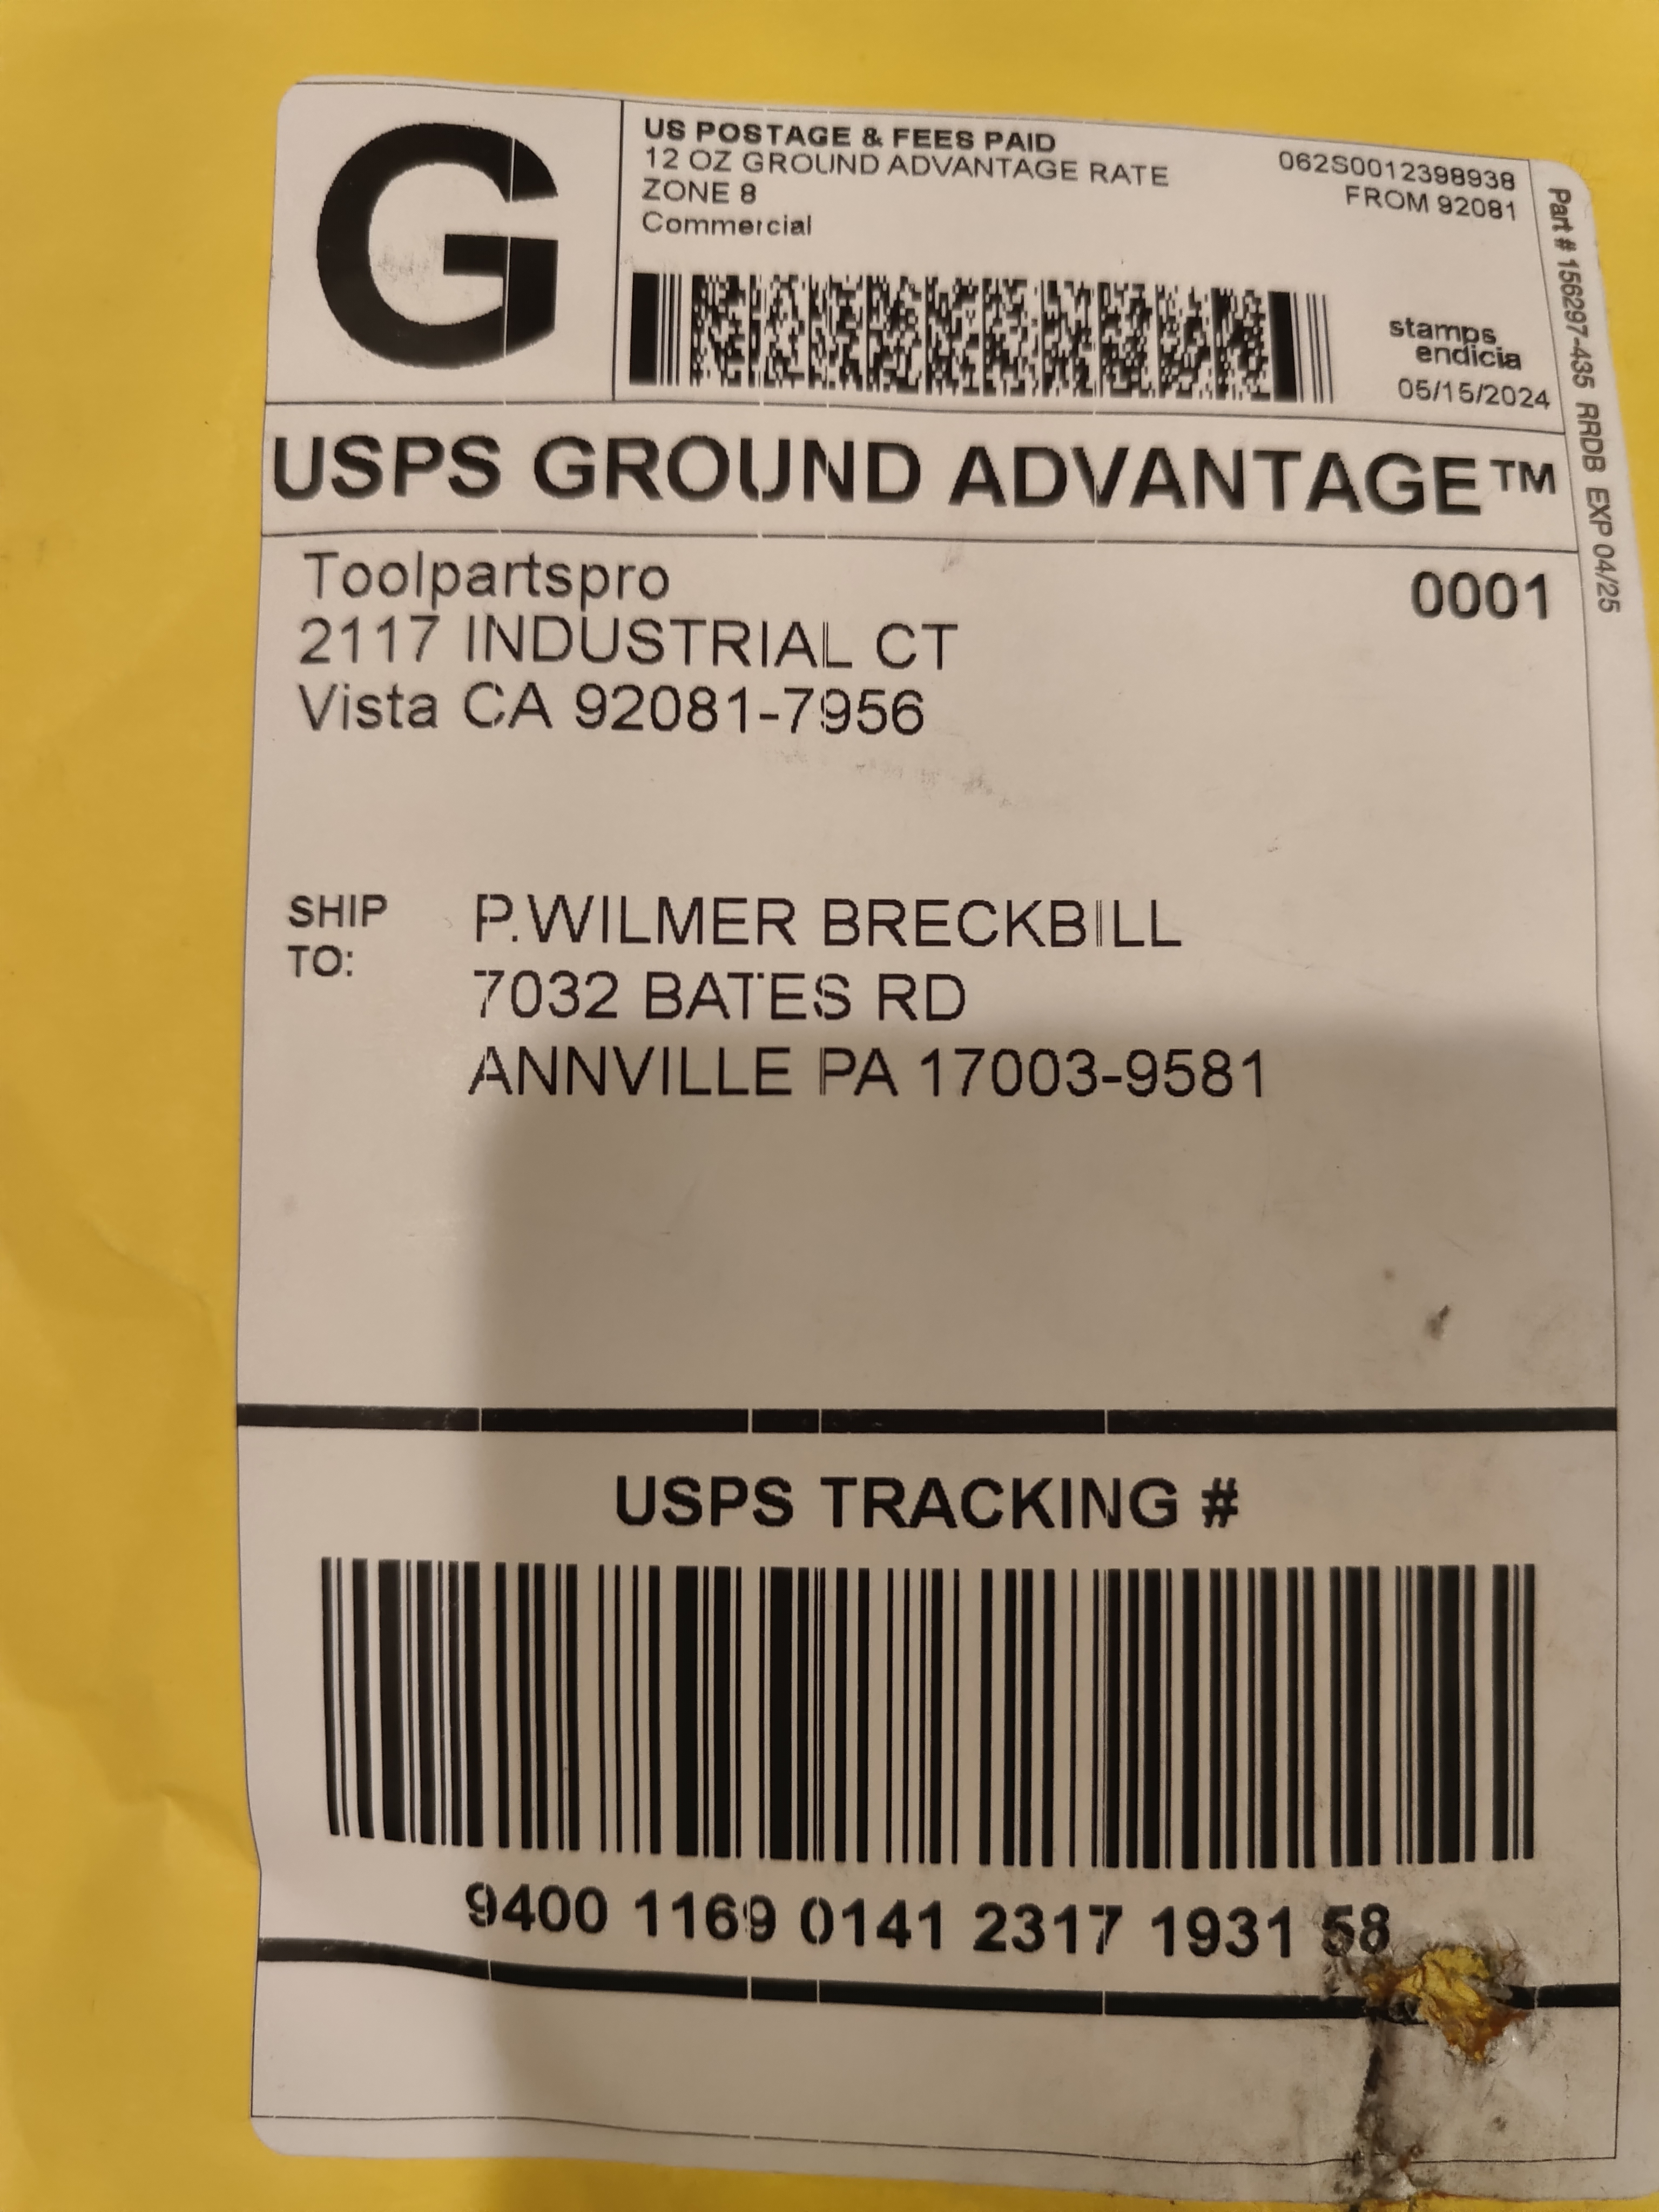 G
US POSTAGE & FEES PAID
12 OZ GROUND ADVANTAGE RATE
ZONE 8
Commercial
062S0012398938
FROM 92081
stamps
endicia
05/15/2024
Part # 156297-435 RRDB EXP 04/25
USPS GROUND ADVANTAGE™
Toolpartspro
2117 INDUSTRIAL CT
Vista CA 92081-7956
0001
SHIP
TO:
P.WILMER BRECKBILL
7032 BATES RD
ANNVILLE PA 17003-9581
USPS TRACKING #
9400 1169 0141 2317 1931 58